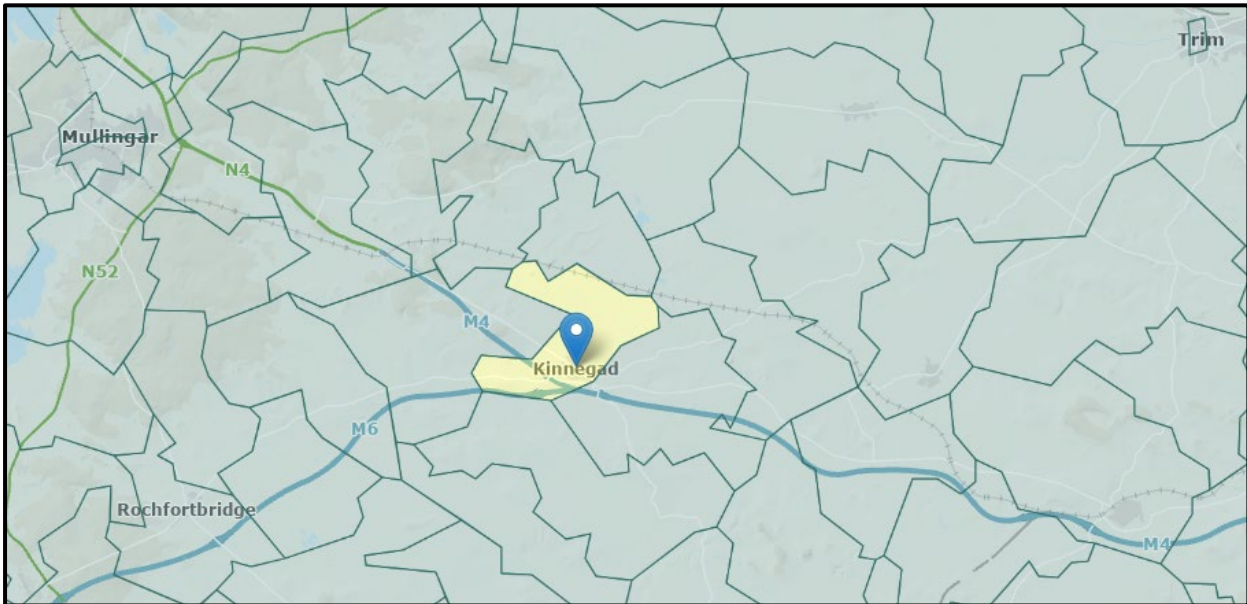 Trim
Mullingar
N4
N52
M4
Kinnegad
M6
Rochfortbridge
M4